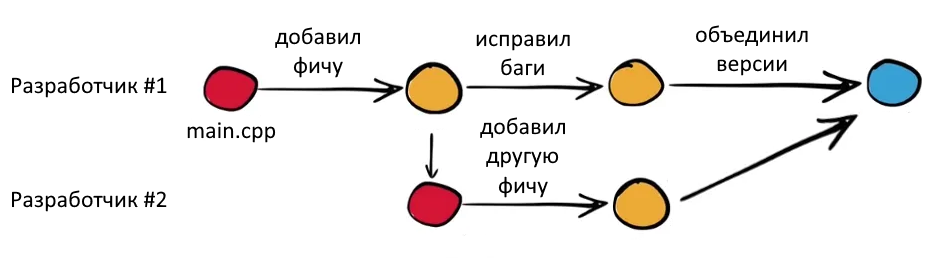 добавил
фичу
исправил
баги
объединил
версии
Разработчик #1
main.cpp
добавил
другую
фичу
Разработчик #2